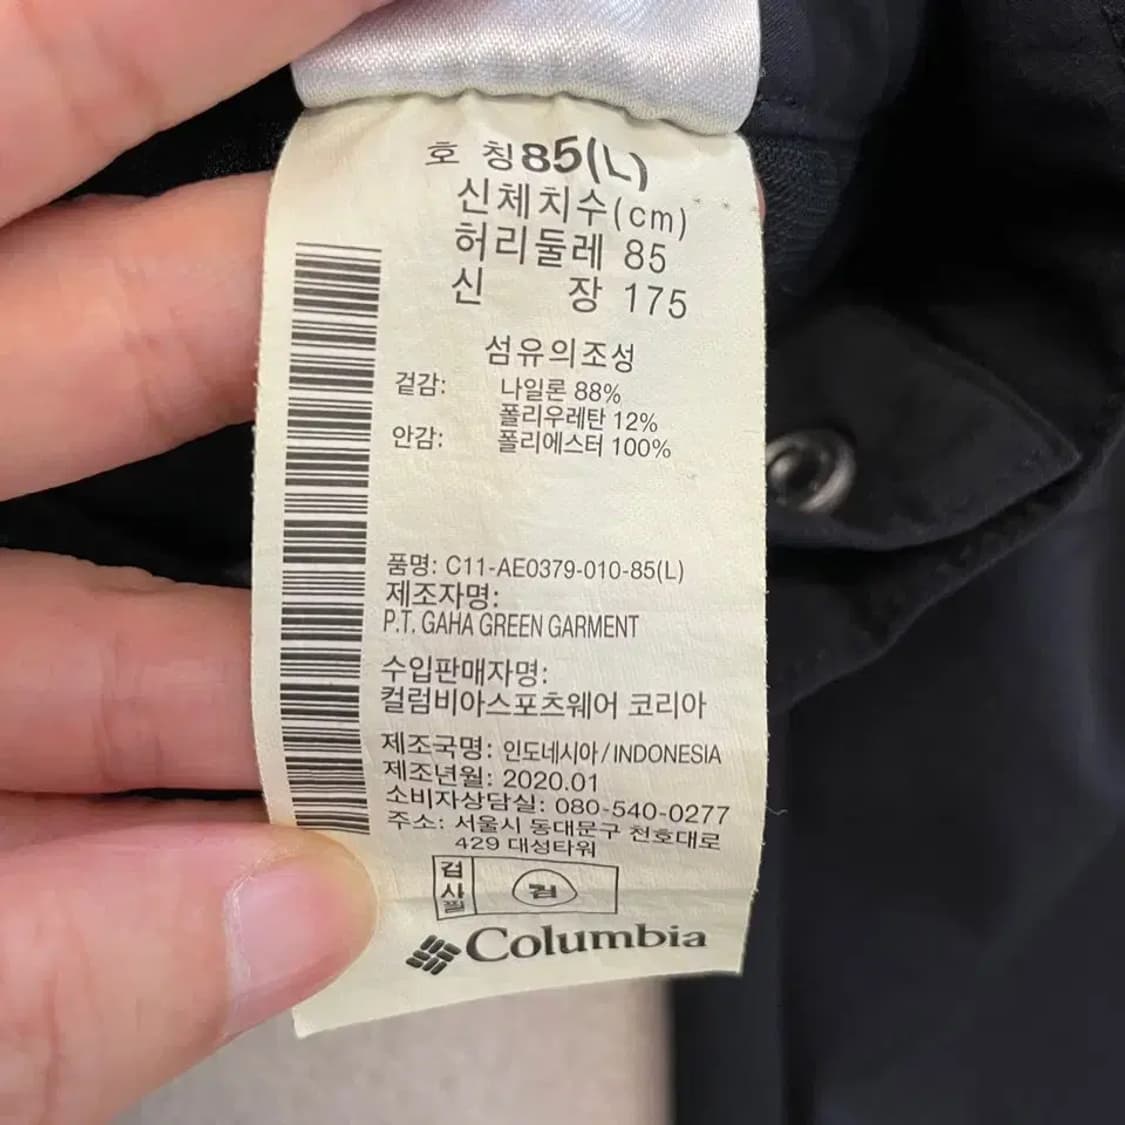 호 칭 85(L)
신체치수(cm)
허리둘레 85
신 장 175
섬유의조성
겉감: 나일론 88%
폴리우레탄 12%
안감: 폴리에스터 100%
품명: C11-AE0379-010-85(L)
제조자명:
P.T. GAHA GREEN GARMENT
수입판매자명:
컬럼비아스포츠웨어 코리아
제조국명: 인도네시아/INDONESIA
제조년월: 2020.01
소비자상담실: 080-540-0277
주소: 서울시 동대문구 천호대로
429 대성타워
검사필 검
Columbia